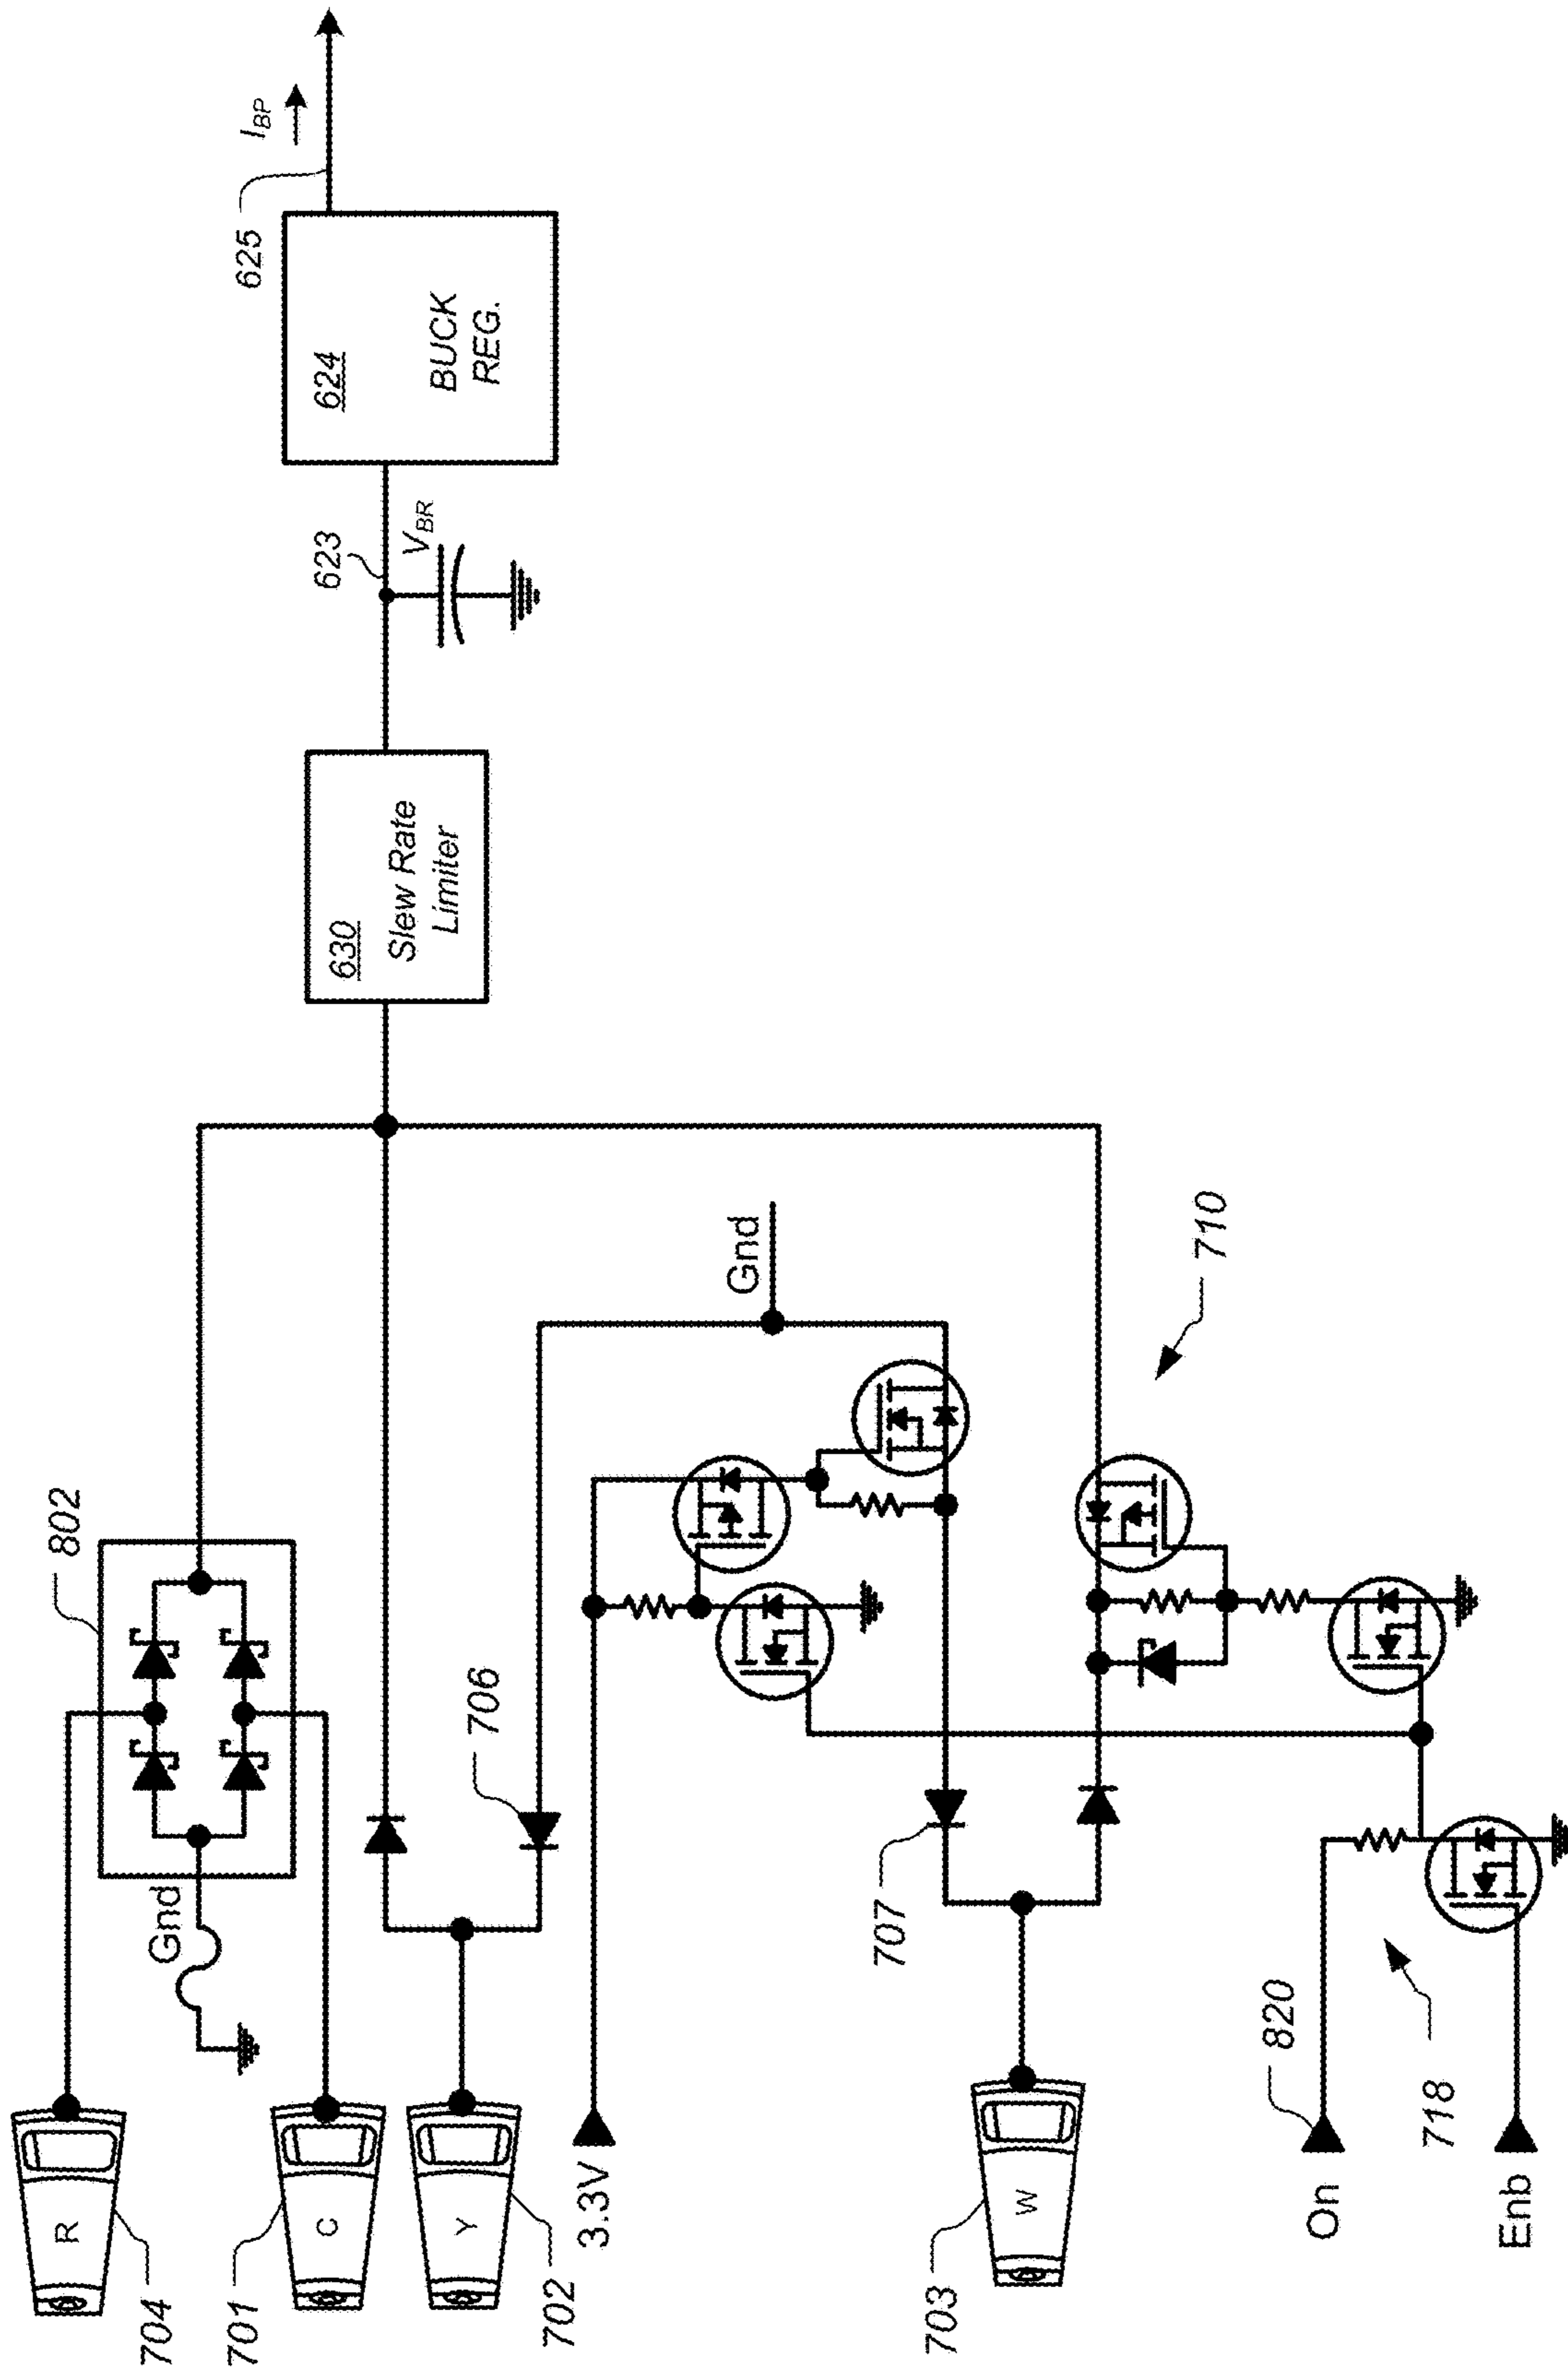 R
704
C
701
Y
702
3.3V
W
703
On
820
Enb
718
Gnd
802
706
707
Gnd
710
630
Slew Rate
Limiter
623
V_BR
624
BUCK
REG.
625
I_BP